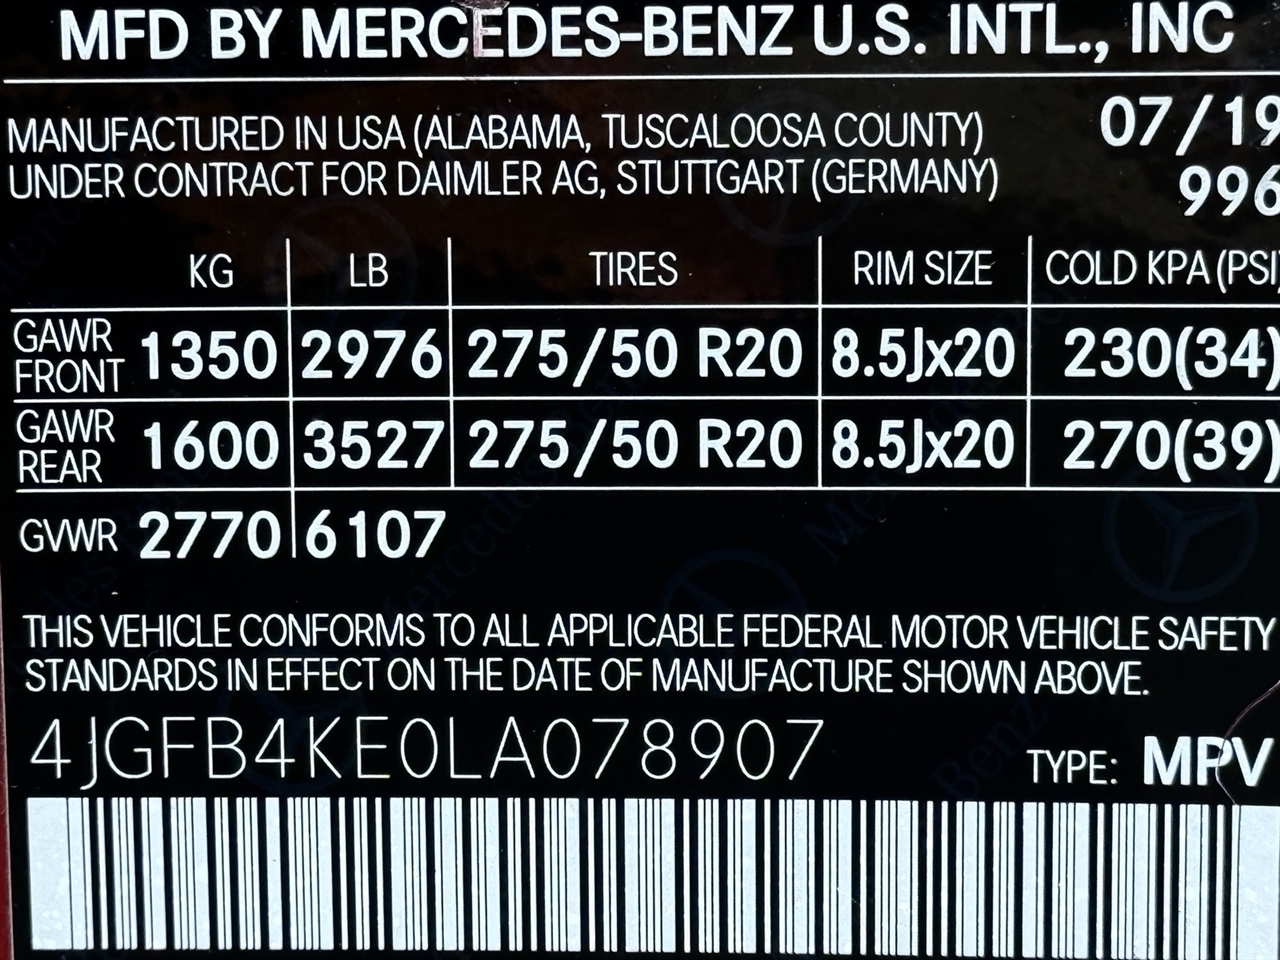 MFD BY MERCEDES-BENZ U.S. INTL., INC
MANUFACTURED IN USA (ALABAMA, TUSCALOOSA COUNTY) 07/19
UNDER CONTRACT FOR DAIMLER AG, STUTTGART (GERMANY) 996
KG LB TIRES RIM SIZE COLD KPA (PSI)
GAWR FRONT 1350 2976 275/50 R20 8.5Jx20 230(34)
GAWR REAR 1600 3527 275/50 R20 8.5Jx20 270(39)
GVWR 2770 6107
THIS VEHICLE CONFORMS TO ALL APPLICABLE FEDERAL MOTOR VEHICLE SAFETY
STANDARDS IN EFFECT ON THE DATE OF MANUFACTURE SHOWN ABOVE.
4JGFB4KE0LA078907 TYPE: MPV